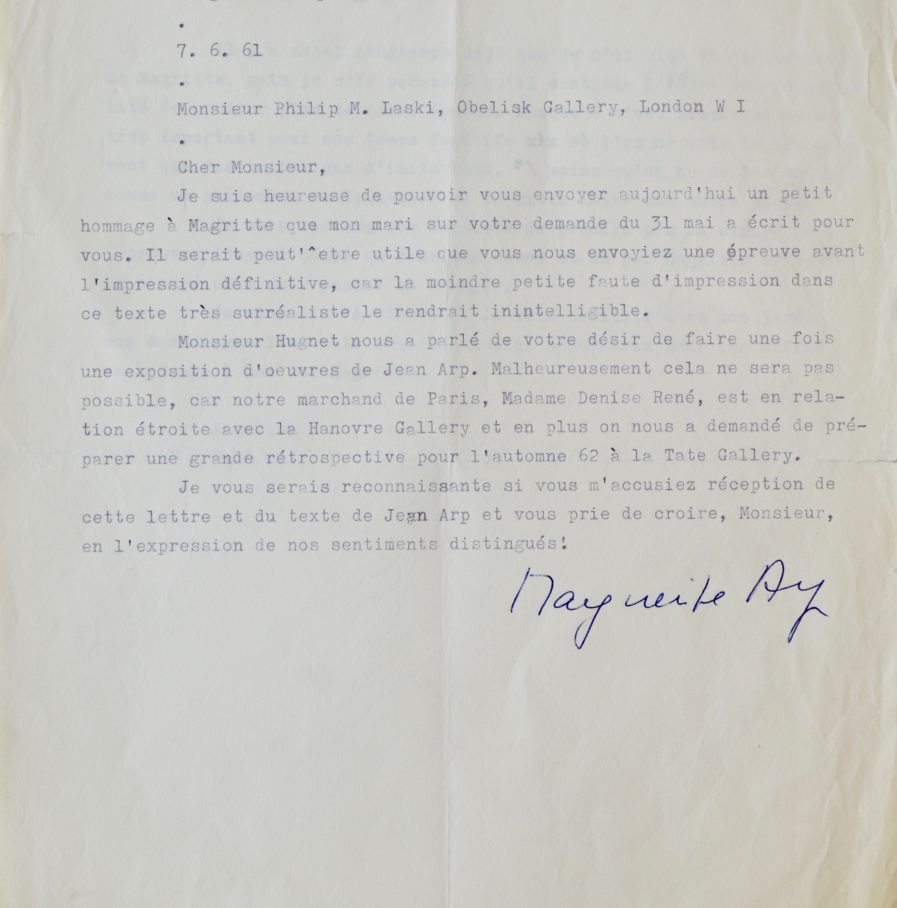 7. 6. 61
Monsieur Philip M. Laski, Obelisk Gallery, London W I
Cher Monsieur,
Je suis heureuse de pouvoir vous envoyer aujourd'hui un petit
hommage à Magritte que mon mari sur votre demande du 31 mai a écrit pour
vous. Il serait peut'^etre utile que vous nous envoyiez une épreuve avant
l'impression définitive, car la moindre petite faute d'impression dans
ce texte très surréaliste le rendrait inintelligible.
Monsieur Hugnet nous a parlé de votre désir de faire une fois
une exposition d'oeuvres de Jean Arp. Malheureusement cela ne sera pas
possible, car notre marchand de Paris, Madame Denise René, est en rela-
tion étroite avec la Hanovre Gallery et en plus on nous a demandé de pré-
parer une grande rétrospective pour l'automne 62 à la Tate Gallery.
Je vous serais reconnaissante si vous m'accusiez réception de
cette lettre et du texte de Jean Arp et vous prie de croire, Monsieur,
en l'expression de nos sentiments distingués!
Marguerite Arp